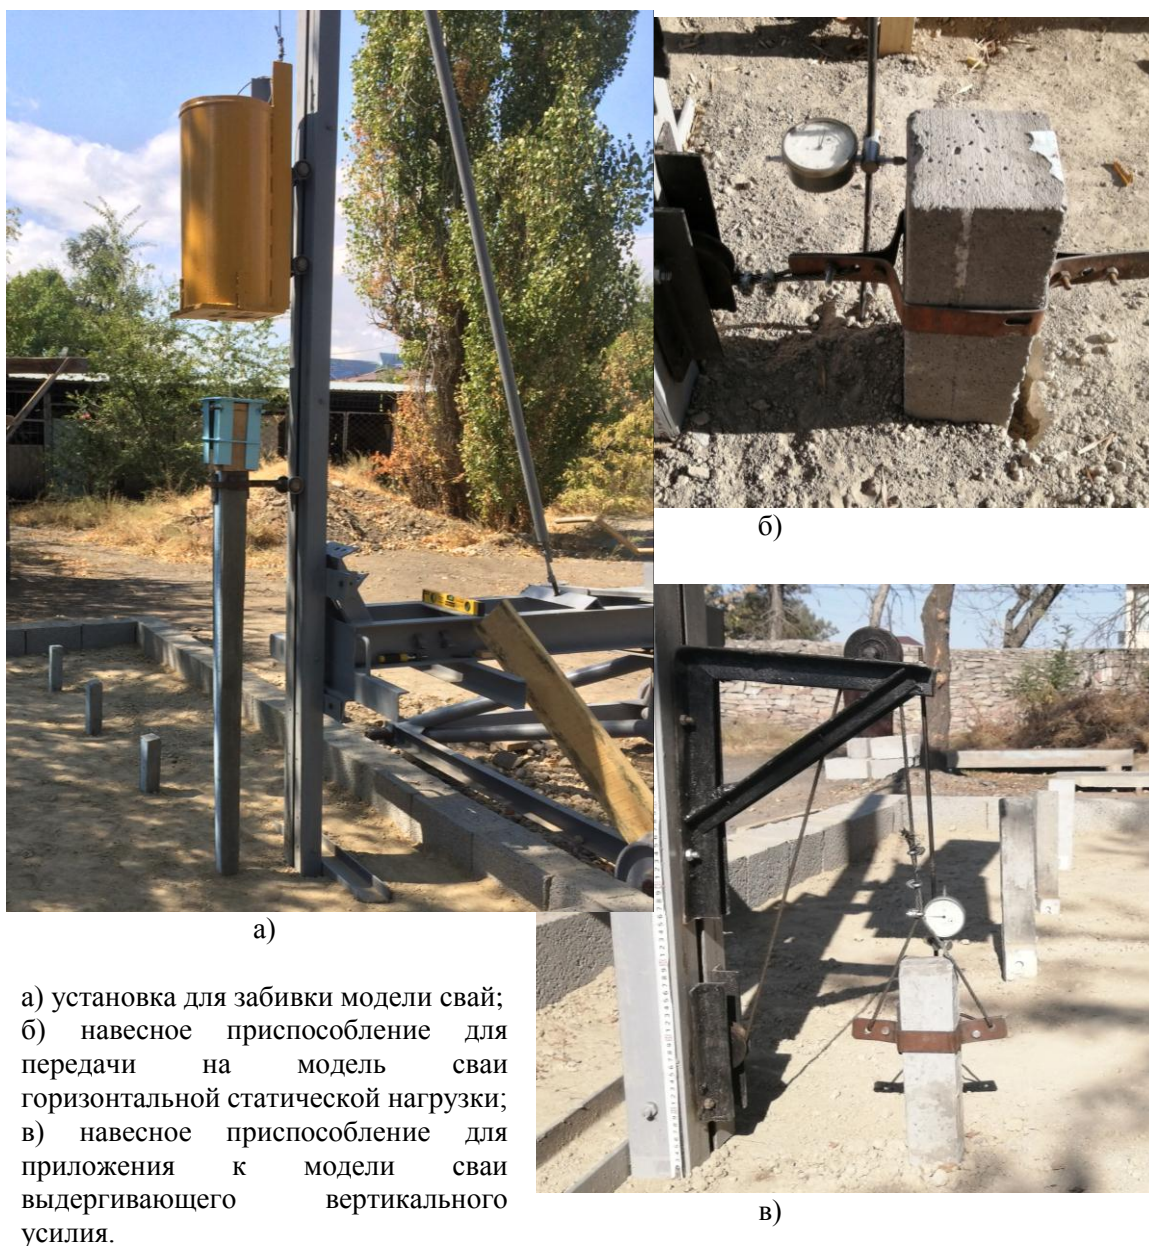 а)
б)
а) установка для забивки модели свай;
б) навесное приспособление для
передачи на модель сваи
горизонтальной статической нагрузки;
в) навесное приспособление для
приложения к модели сваи
выдергивающего вертикального
усилия.
в)